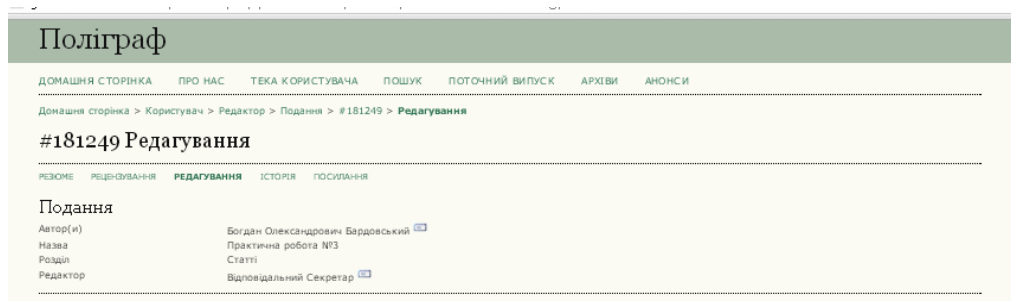 Поліграф
ДОМАШНЯ СТОРІНКА ПРО НАС ТЕКА КОРИСТУВАЧА ПОШУК ПОТОЧНИЙ ВИПУСК АРХІВИ АНОНСИ
Домашня сторінка > Користувач > Редактор > Подання > #181249 > Редагування
#181249 Редагування
РЕЗЮМЕ РЕЦЕНЗУВАННЯ РЕДАГУВАННЯ ІСТОРІЯ ПОСИЛАННЯ
Подання
Автор(и) Богдан Олександрович Бардовський
Назва Практична робота №3
Розділ Статті
Редактор Відповідальний Секретар